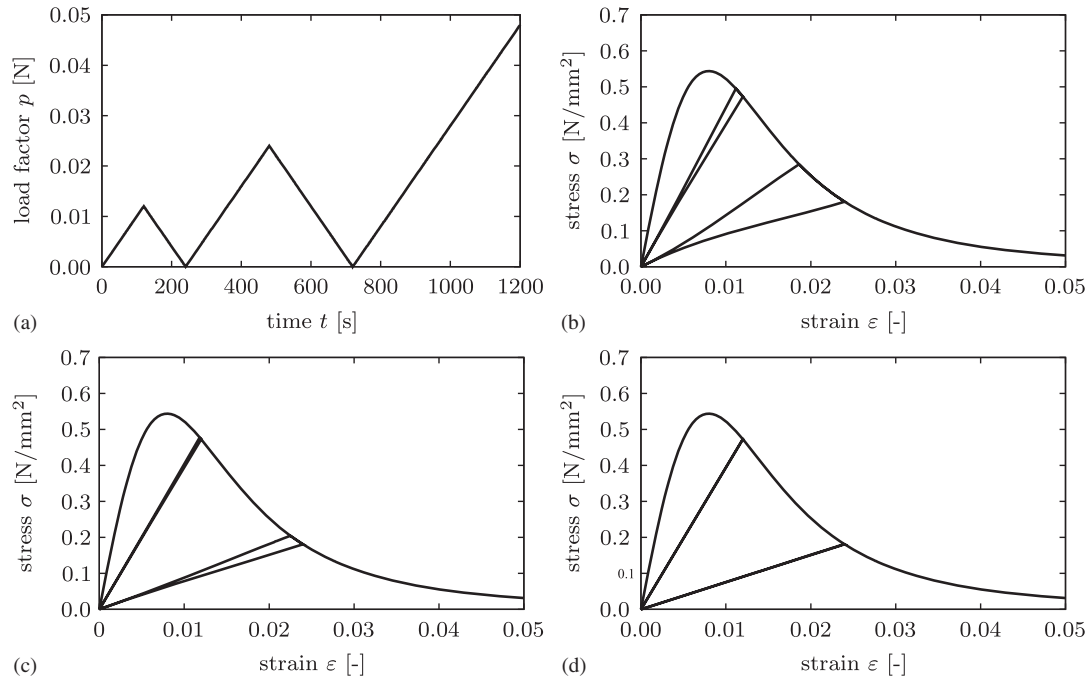 0.05
0.04
0.03
0.02
0.01
0.00
load factor p [N]
0 200 400 600 800 1000 1200
time t [s]
(a)
0.7
0.6
0.5
0.4
0.3
0.2
0.1
0.0
stress σ [N/mm²]
0.00 0.01 0.02 0.03 0.04 0.05
strain ε [-]
(b)
0.7
0.6
0.5
0.4
0.3
0.2
0.1
0.0
stress σ [N/mm²]
0 0.01 0.02 0.03 0.04 0.05
strain ε [-]
(c)
0.7
0.6
0.5
0.4
0.3
0.2
0.1
0.0
stress σ [N/mm²]
0.00 0.01 0.02 0.03 0.04 0.05
strain ε [-]
(d)